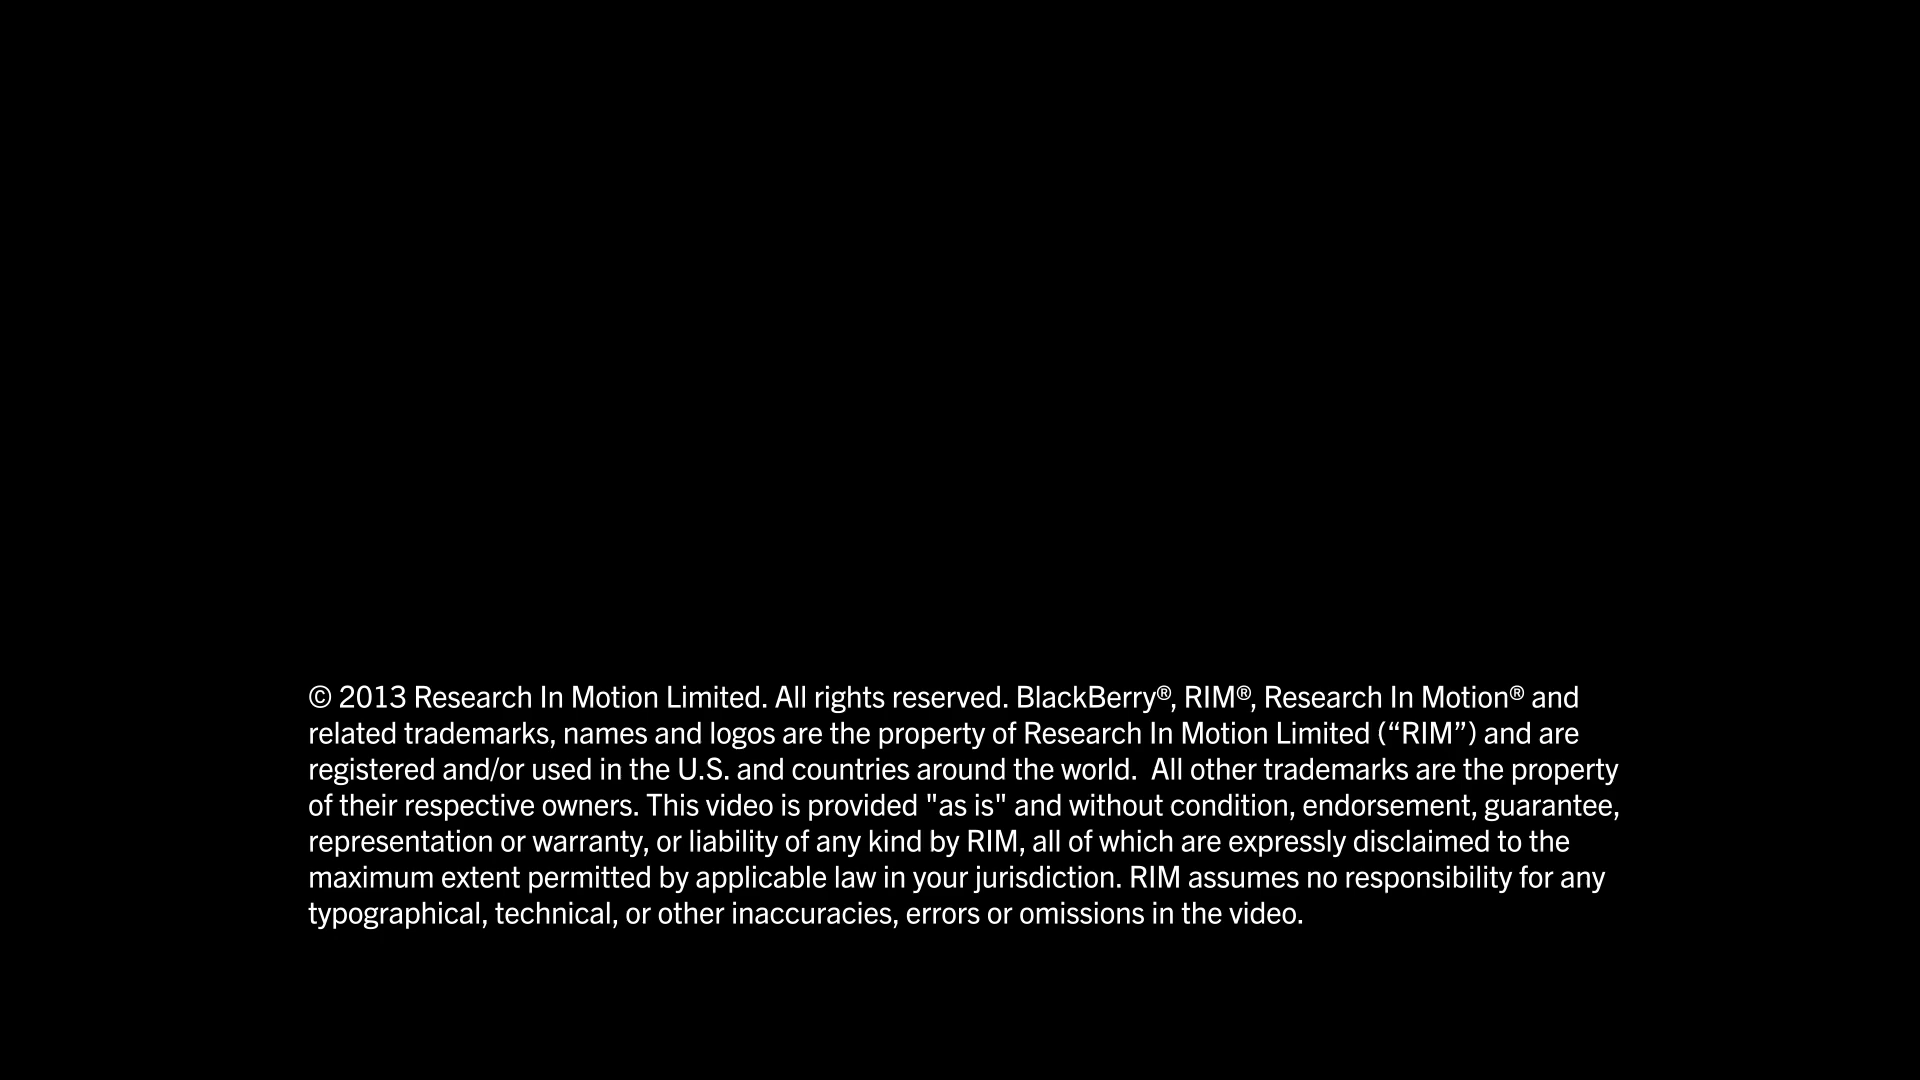 © 2013 Research In Motion Limited. All rights reserved. BlackBerry®, RIM®, Research In Motion® and
related trademarks, names and logos are the property of Research In Motion Limited (“RIM”) and are
registered and/or used in the U.S. and countries around the world.  All other trademarks are the property
of their respective owners. This video is provided "as is" and without condition, endorsement, guarantee,
representation or warranty, or liability of any kind by RIM, all of which are expressly disclaimed to the
maximum extent permitted by applicable law in your jurisdiction. RIM assumes no responsibility for any
typographical, technical, or other inaccuracies, errors or omissions in the video.